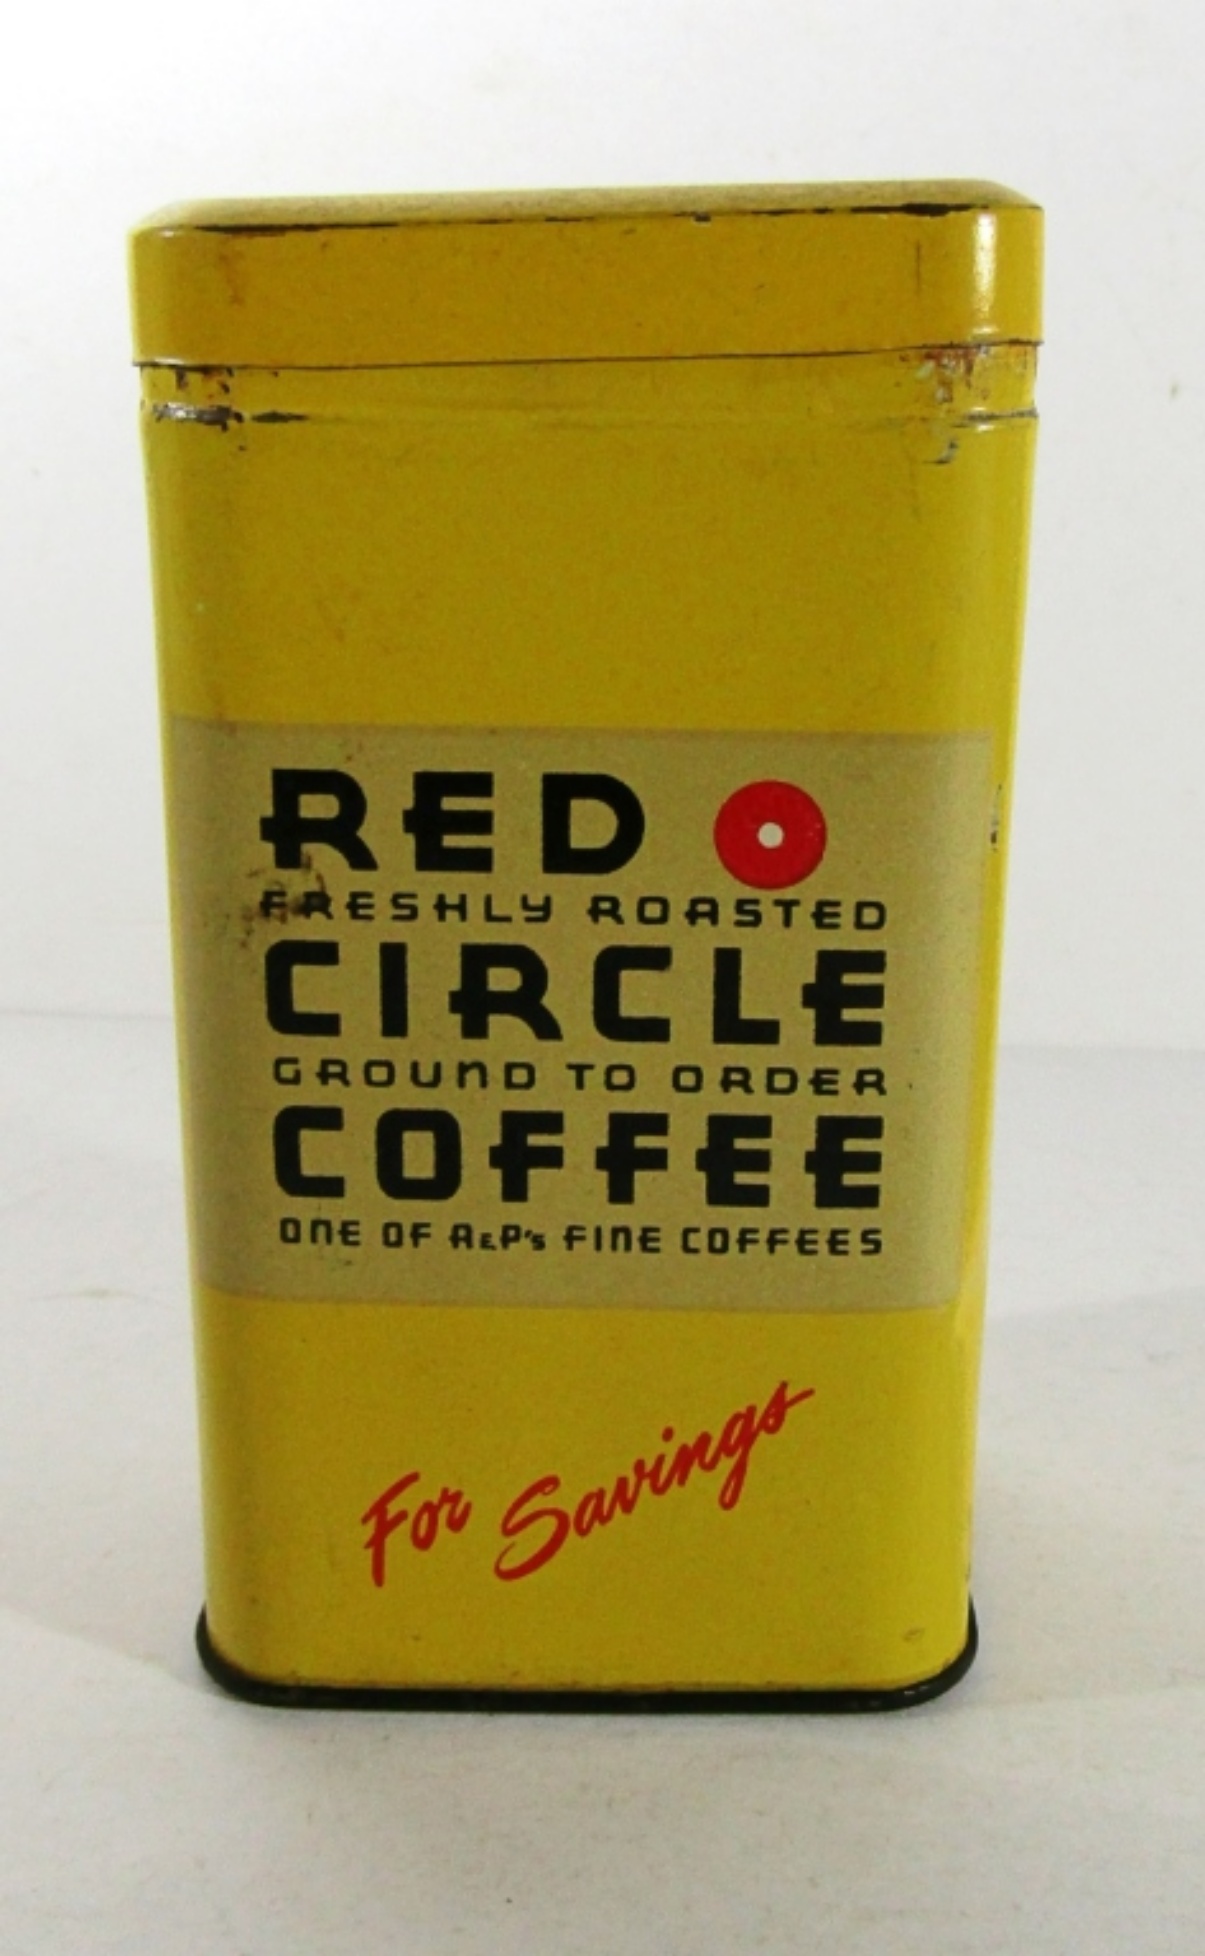 RED
FRESHLY ROASTED
CIRCLE
GROUND TO ORDER
COFFEE
ONE OF A&P's FINE COFFEES
For Savings